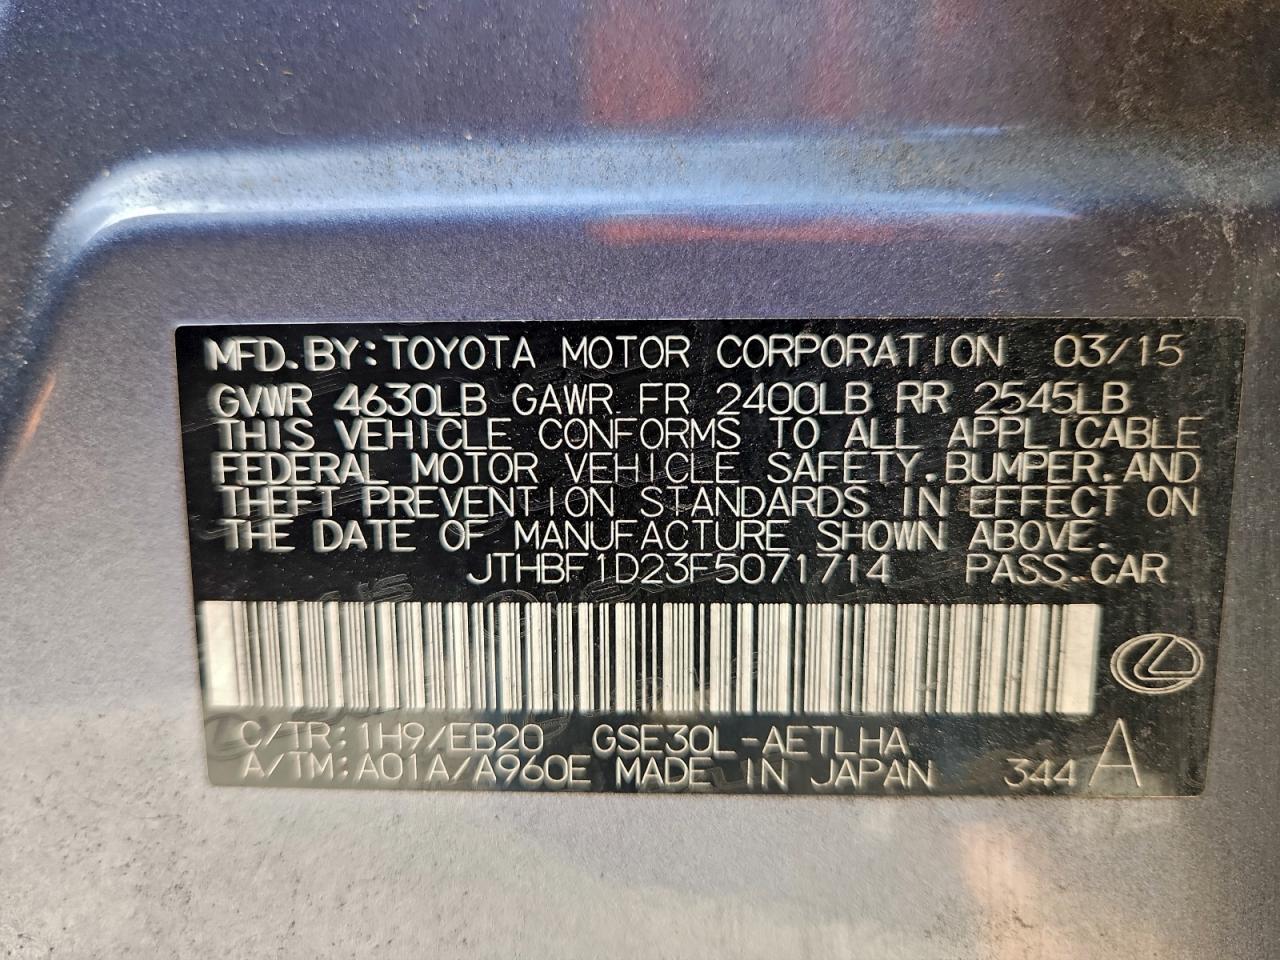 MFD.BY:TOYOTA MOTOR CORPORATION 03/15
GVWR 4630LB GAWR FR 2400LB RR 2545LB
THIS VEHICLE CONFORMS TO ALL APPLICABLE
FEDERAL MOTOR VEHICLE SAFETY,BUMPER,AND
THEFT PREVENTION STANDARDS IN EFFECT ON
THE DATE OF MANUFACTURE SHOWN ABOVE.
JTHBF1D23F5071714 PASS.CAR
C/TR:1H9/EB20 GSE30L-AETLHA
A/TM:A01A/A960E MADE IN JAPAN 344 A